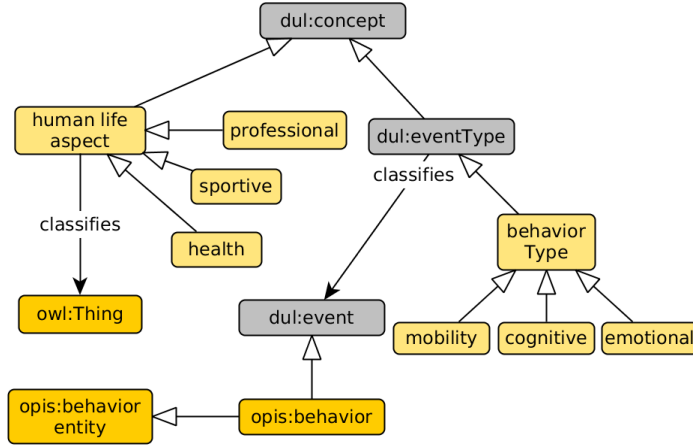 dul:concept
human life
aspect
professional
dul:eventType
sportive
classifies
classifies
health
behavior
Type
owl:Thing
dul:event
mobility
cognitive
emotional
opis:behavior
entity
opis:behavior